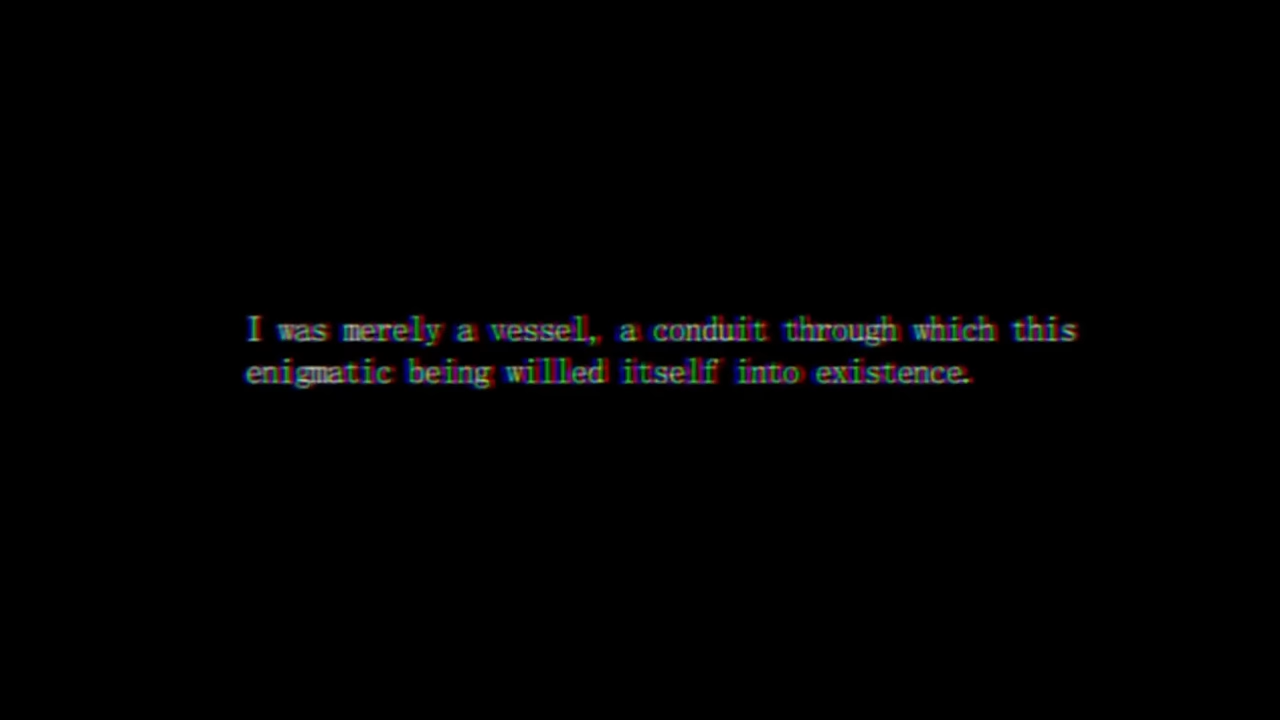 I was merely a vessel, a conduit through which this
enigmatic being willed itself into existence.